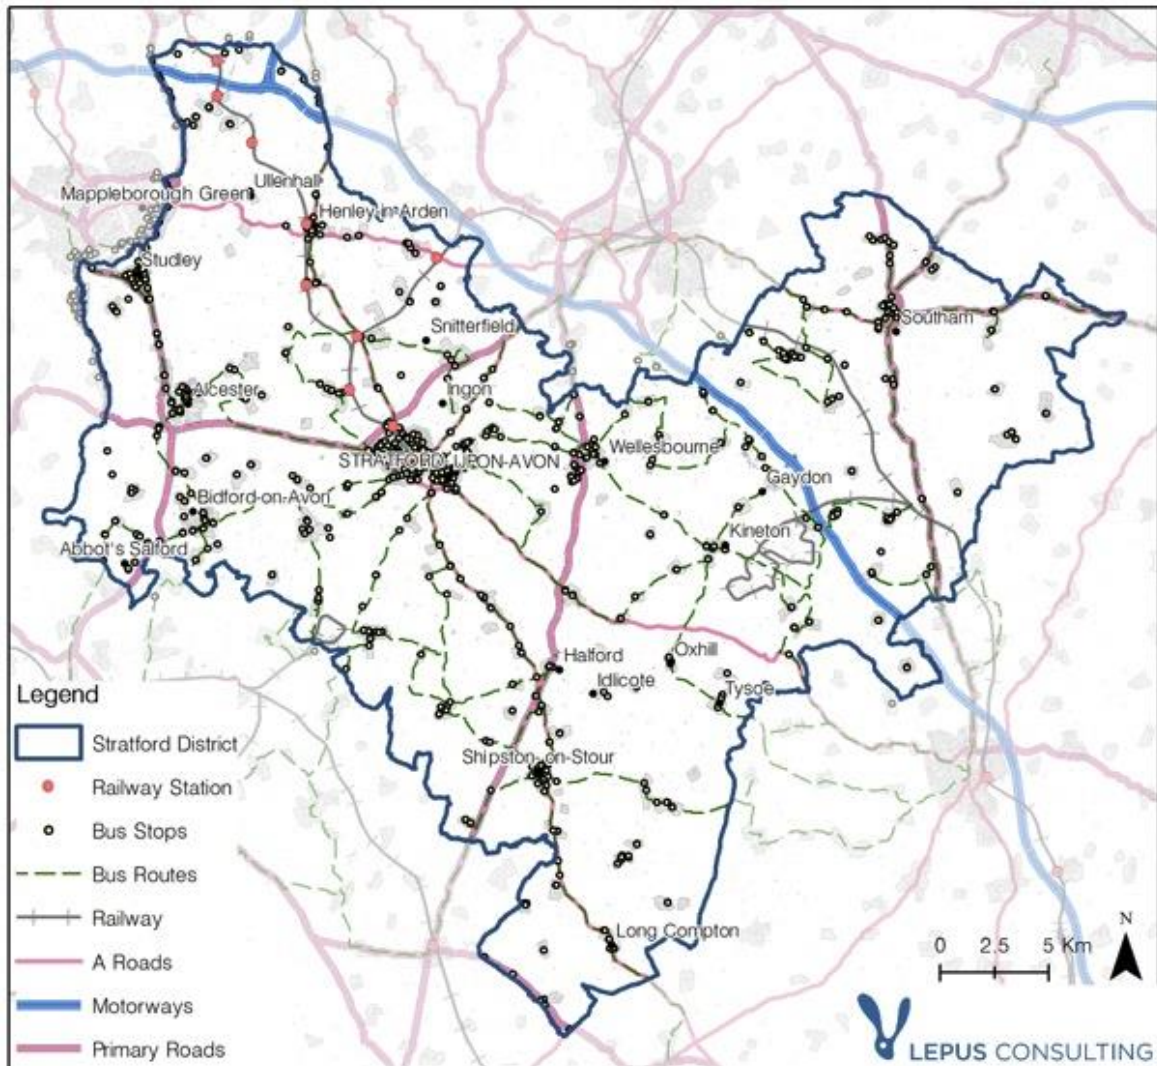 Ullenhall
Mappleborough Green
Henley-in-Arden
Studley
Southam
Snitterfield
Alcester
Ingon
STRATFORD-UPON-AVON
Wellesbourne
Gaydon
Bidford-on-Avon
Kineton
Abbot's Salford
Halford
Oxhill
Idlicote
Tysoe
Legend
Stratford District
Shipston-on-Stour
Railway Station
Bus Stops
Bus Routes
Railway
Long Compton
N
A Roads
0 2.5 5 Km
Motorways
Primary Roads
LEPUS CONSULTING